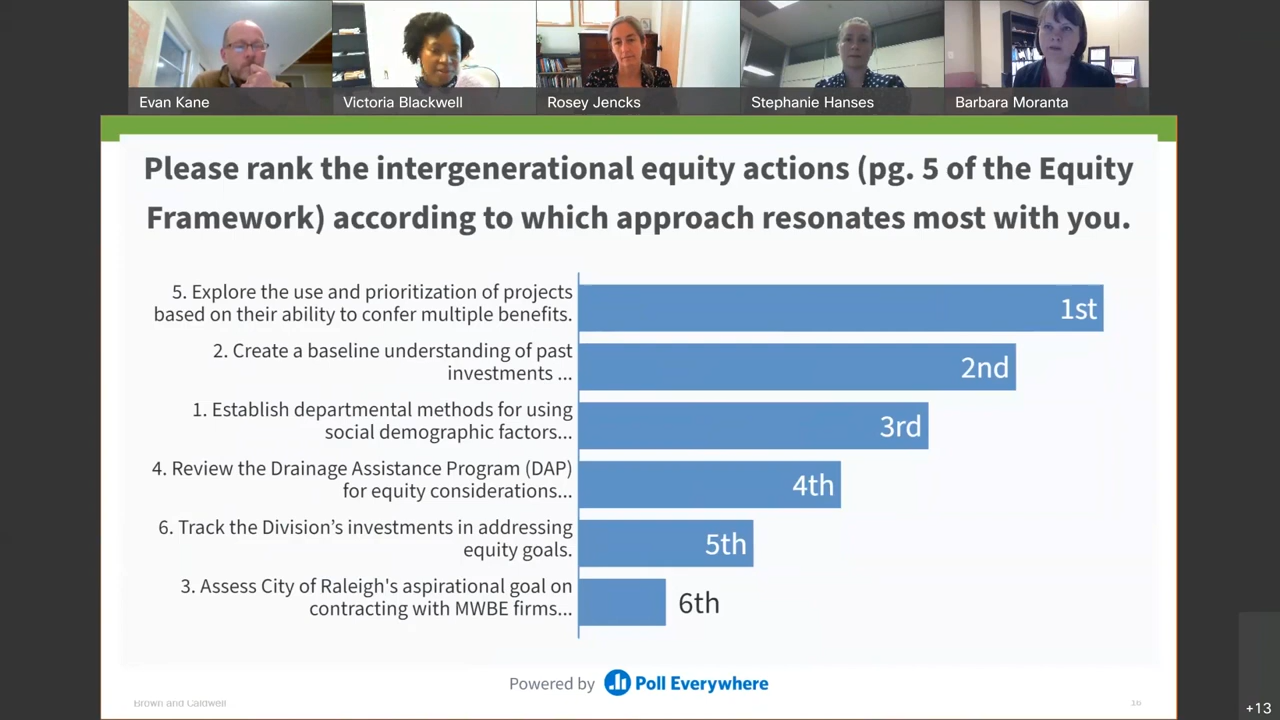 Evan Kane
Victoria Blackwell
Rosey Jencks
Stephanie Hanses
Barbara Moranta
Please rank the intergenerational equity actions (pg. 5 of the Equity
Framework) according to which approach resonates most with you.
5. Explore the use and prioritization of projects
based on their ability to confer multiple benefits.
1st
2. Create a baseline understanding of past
investments ...
2nd
1. Establish departmental methods for using
social demographic factors...
3rd
4. Review the Drainage Assistance Program (DAP)
for equity considerations...
4th
6. Track the Division’s investments in addressing
equity goals.
5th
3. Assess City of Raleigh's aspirational goal on
contracting with MWBE firms...
6th
Powered by Poll Everywhere
Brown and Caldwell
16
+13